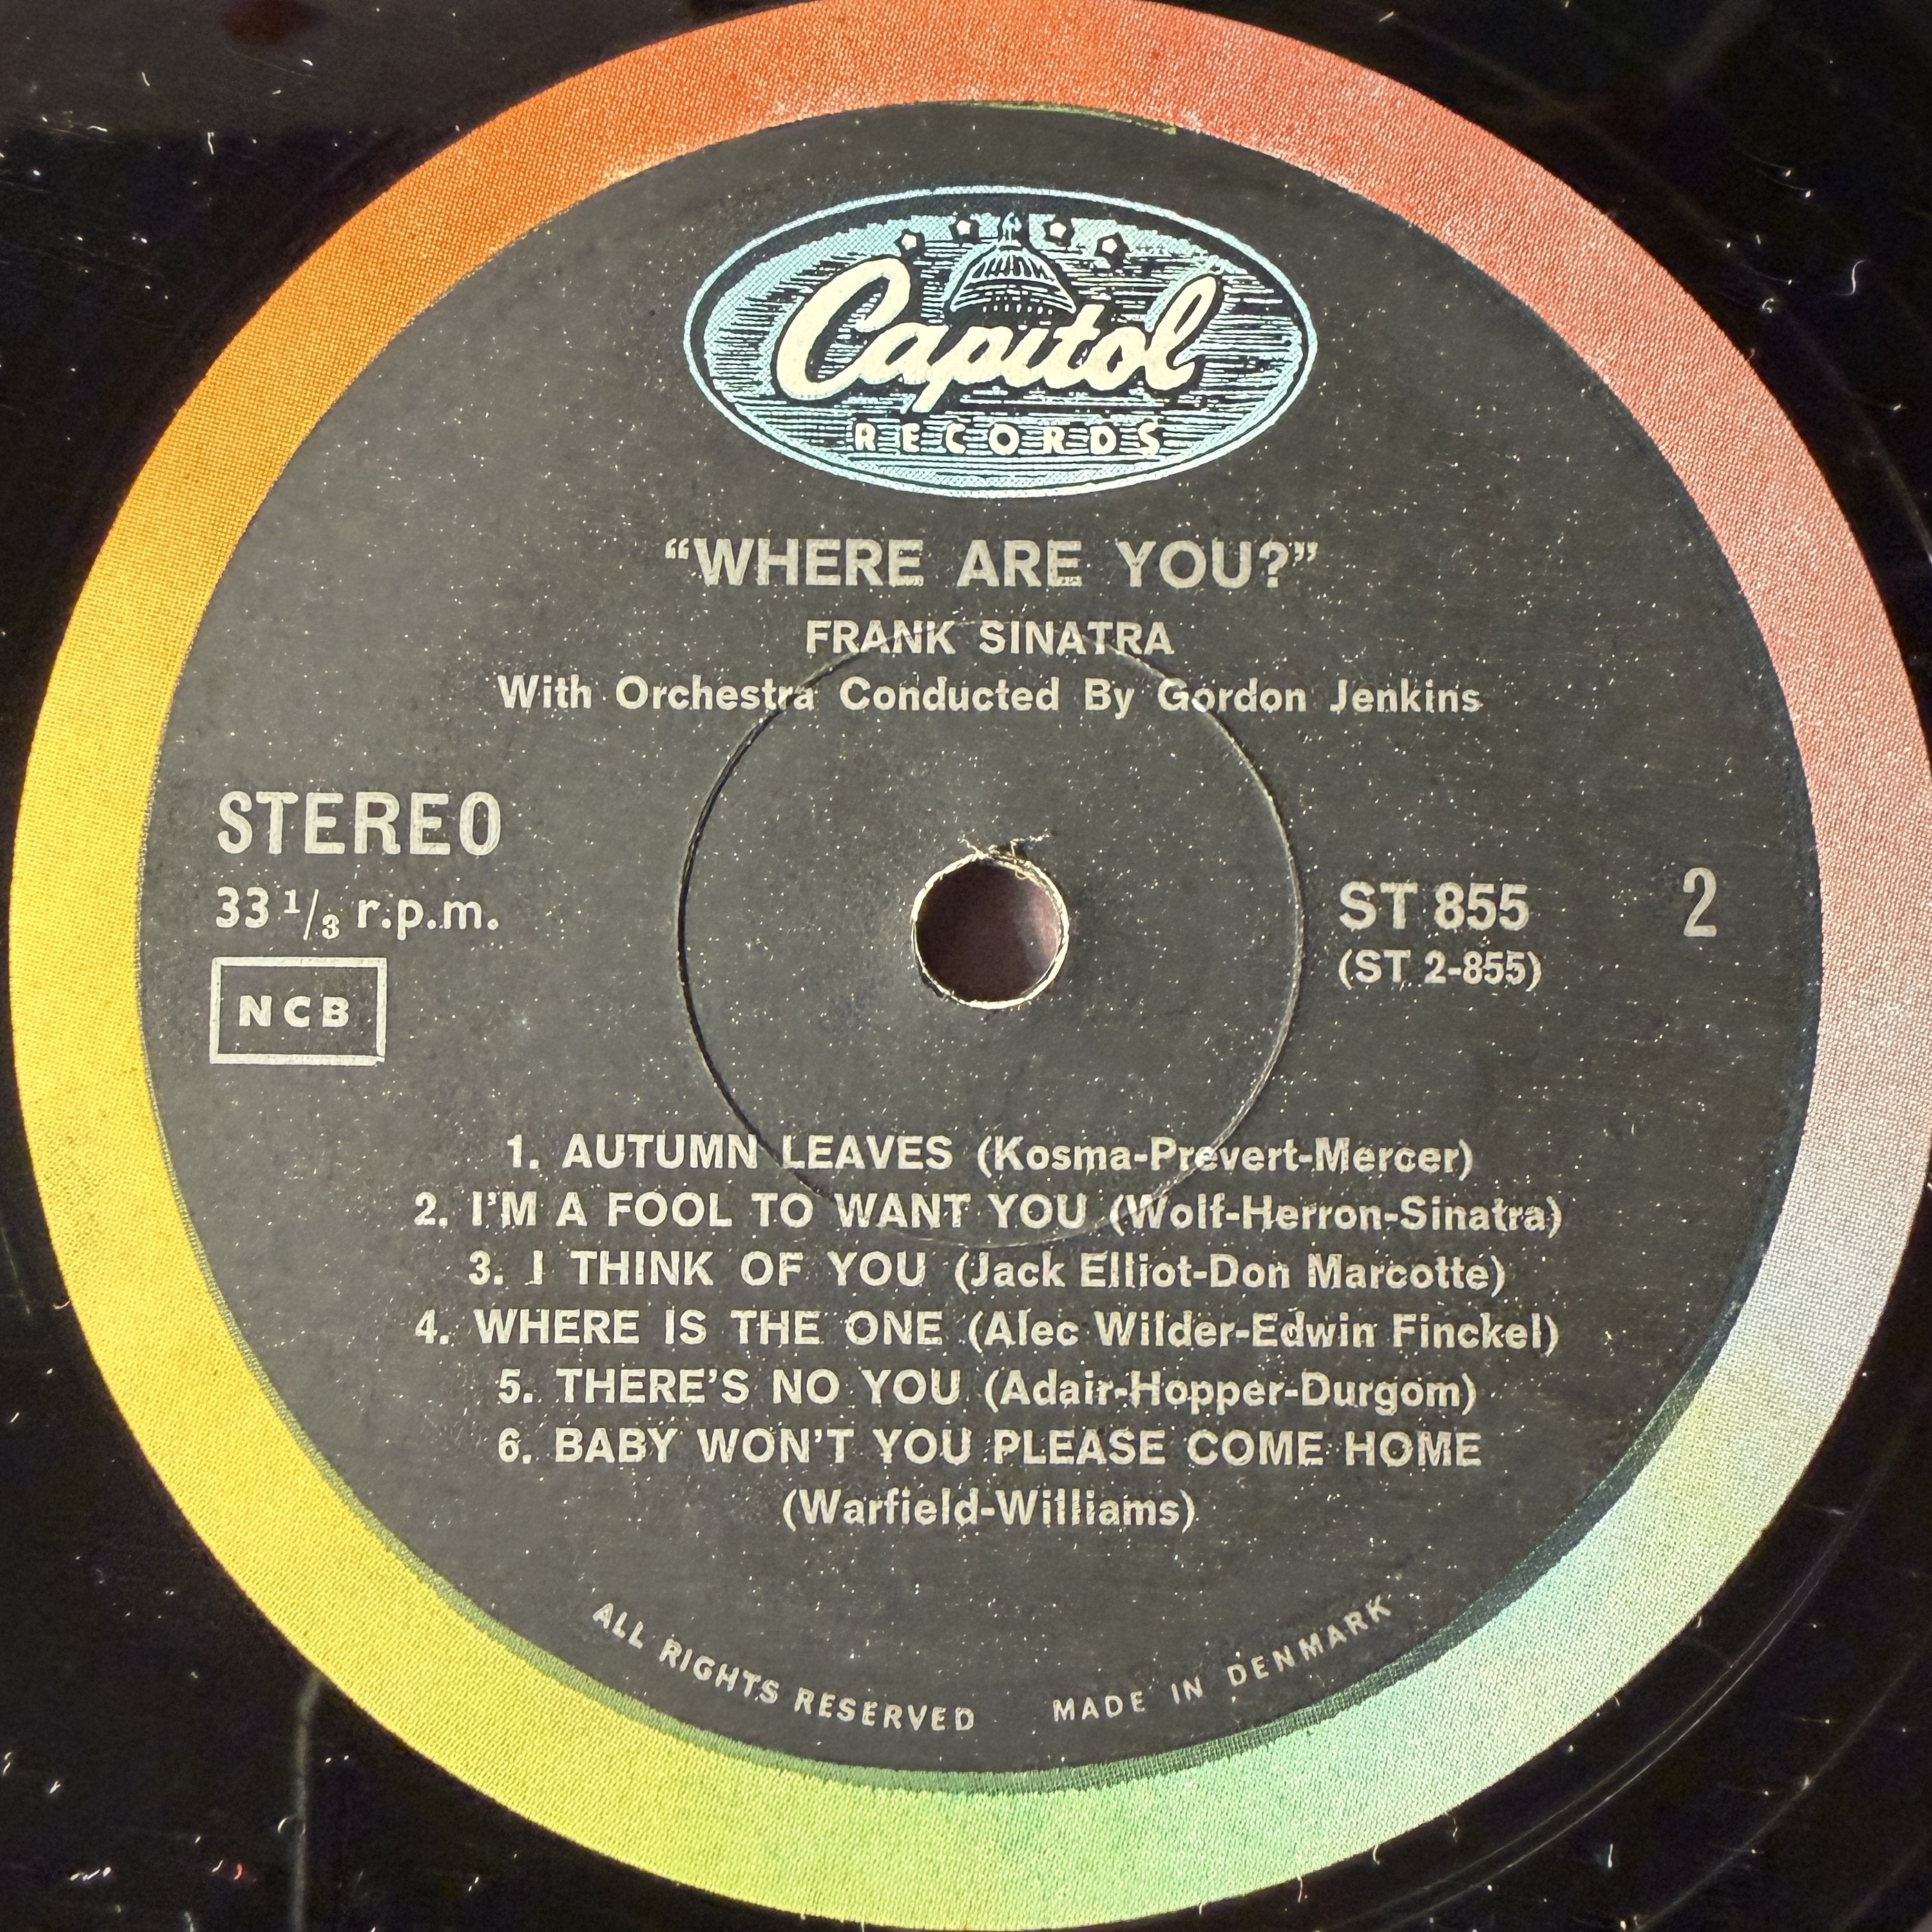 Capitol
RECORDS
“WHERE ARE YOU?”
FRANK SINATRA
With Orchestra Conducted By Gordon Jenkins
STEREO
33 1/3 r.p.m.
NCB
ST 855
(ST 2-855)
2
1. AUTUMN LEAVES (Kosma-Prevert-Mercer)
2. I'M A FOOL TO WANT YOU (Wolf-Herron-Sinatra)
3. I THINK OF YOU (Jack Elliot-Don Marcotte)
4. WHERE IS THE ONE (Alec Wilder-Edwin Finckel)
5. THERE'S NO YOU (Adair-Hopper-Durgom)
6. BABY WON'T YOU PLEASE COME HOME
(Warfield-Williams)
ALL RIGHTS RESERVED MADE IN DENMARK